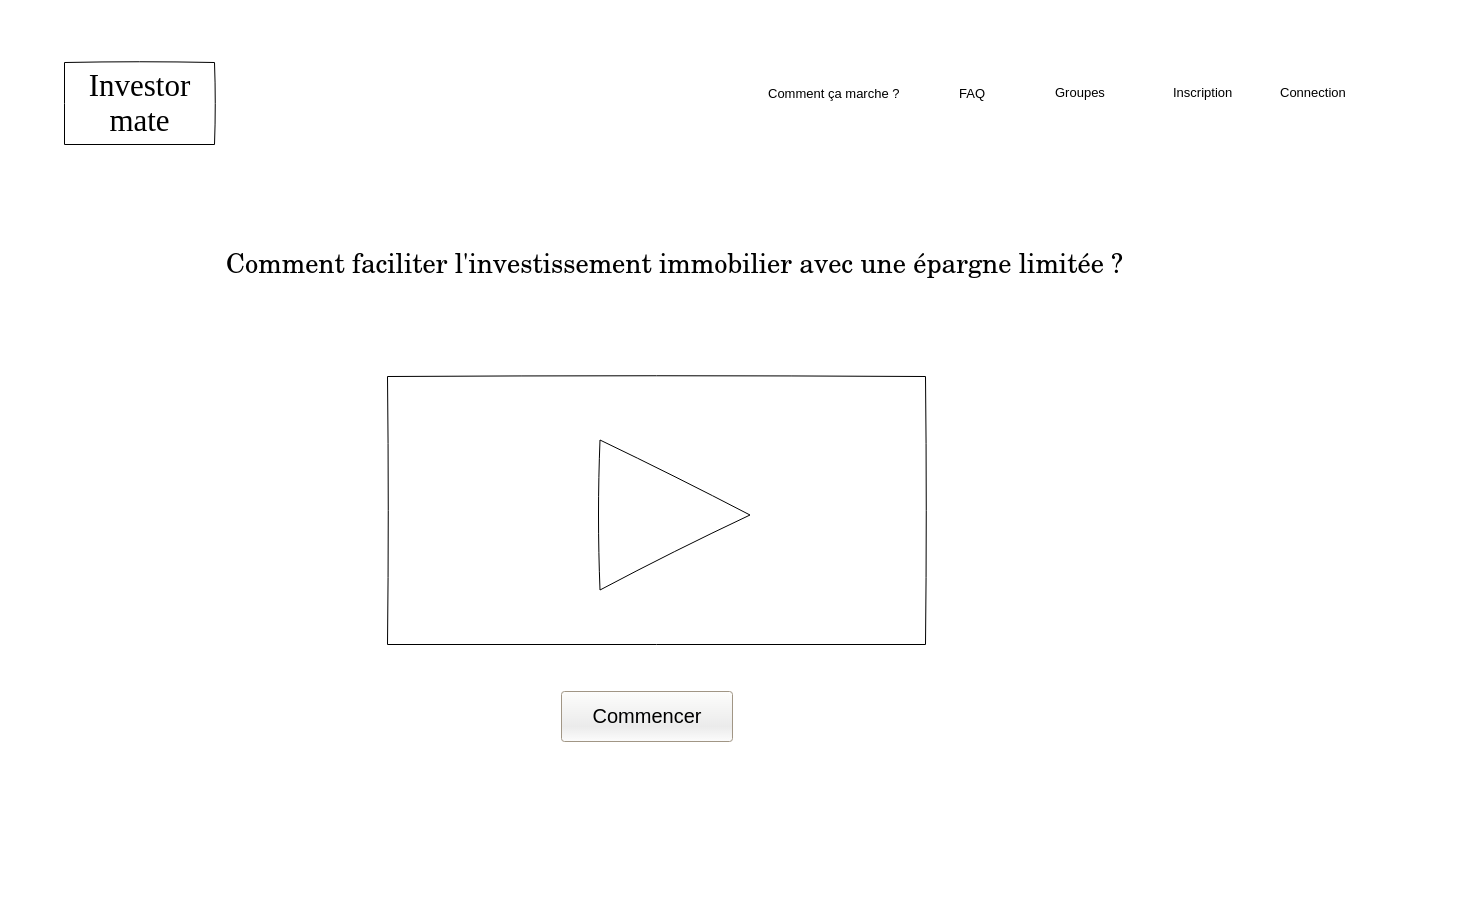 Investor
mate
Comment ça marche ?
FAQ
Groupes
Inscription
Connection
Comment faciliter l'investissement immobilier avec une épargne limitée ?
Commencer